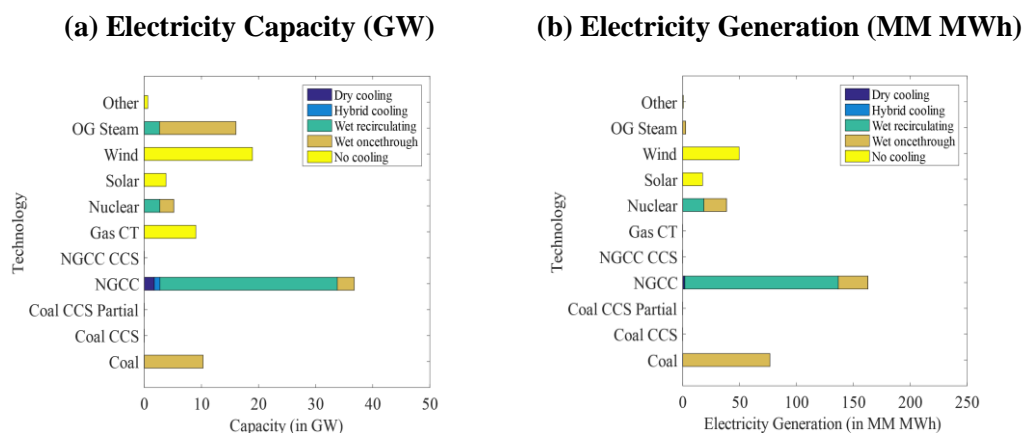 (a) Electricity Capacity (GW)
(b) Electricity Generation (MM MWh)
Technology
Other
OG Steam
Wind
Solar
Nuclear
Gas CT
NGCC CCS
NGCC
Coal CCS Partial
Coal CCS
Coal
Dry cooling
Hybrid cooling
Wet recirculating
Wet oncethrough
No cooling
0 10 20 30 40 50
Capacity (in GW)
Technology
Other
OG Steam
Wind
Solar
Nuclear
Gas CT
NGCC CCS
NGCC
Coal CCS Partial
Coal CCS
Coal
Dry cooling
Hybrid cooling
Wet recirculating
Wet oncethrough
No cooling
0 50 100 150 200 250
Electricity Generation (in MM MWh)